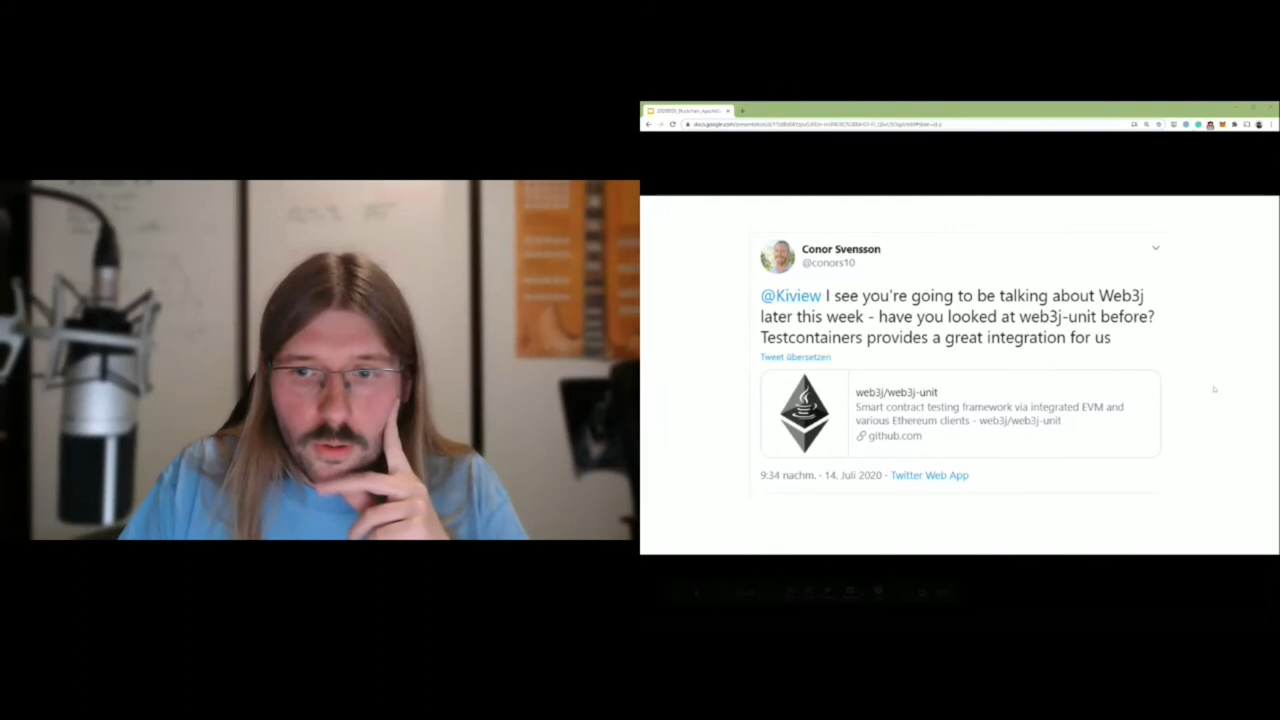 Conor Svensson
@conors10
@Kiview I see you're going to be talking about Web3j
later this week - have you looked at web3j-unit before?
Testcontainers provides a great integration for us
Tweet übersetzen
web3j/web3j-unit
Smart contract testing framework via integrated EVM and
various Ethereum clients - web3j/web3j-unit
github.com
9:34 nachm. · 14. Juli 2020 · Twitter Web App